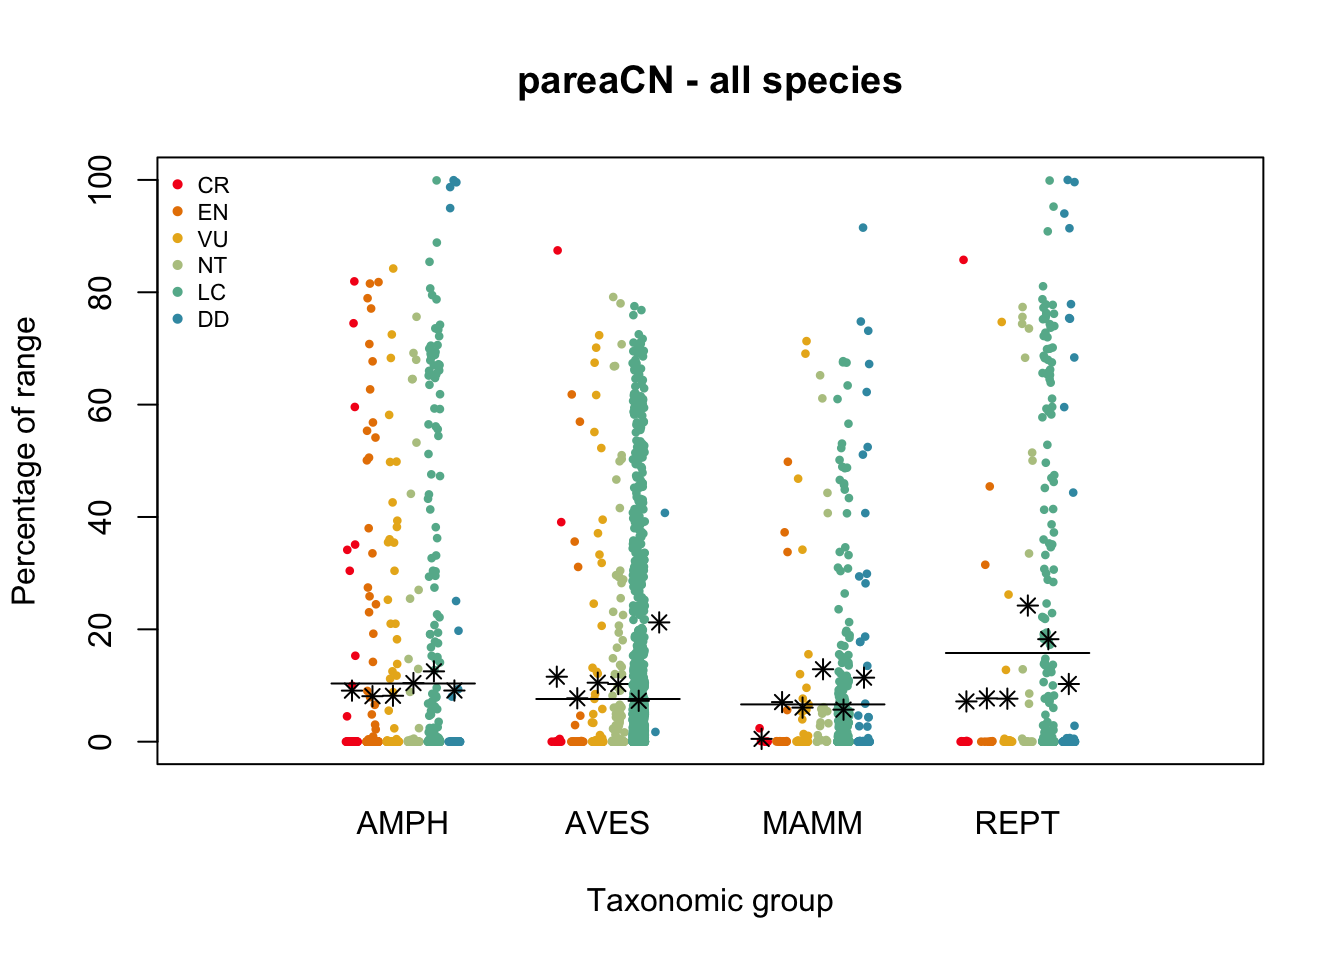 pareaCN - all species
Percentage of range
100
80
60
40
20
0
CR
EN
VU
NT
LC
DD
AMPH AVES MAMM REPT
Taxonomic group